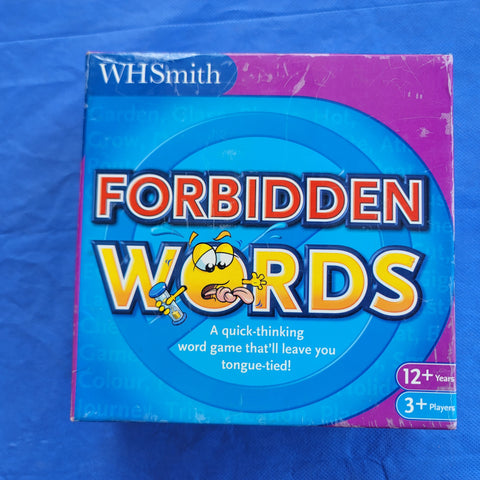 WHSmith
FORBIDDEN
WORDS
A quick-thinking
word game that'll leave you
tongue-tied!
12+ Years
3+ Players